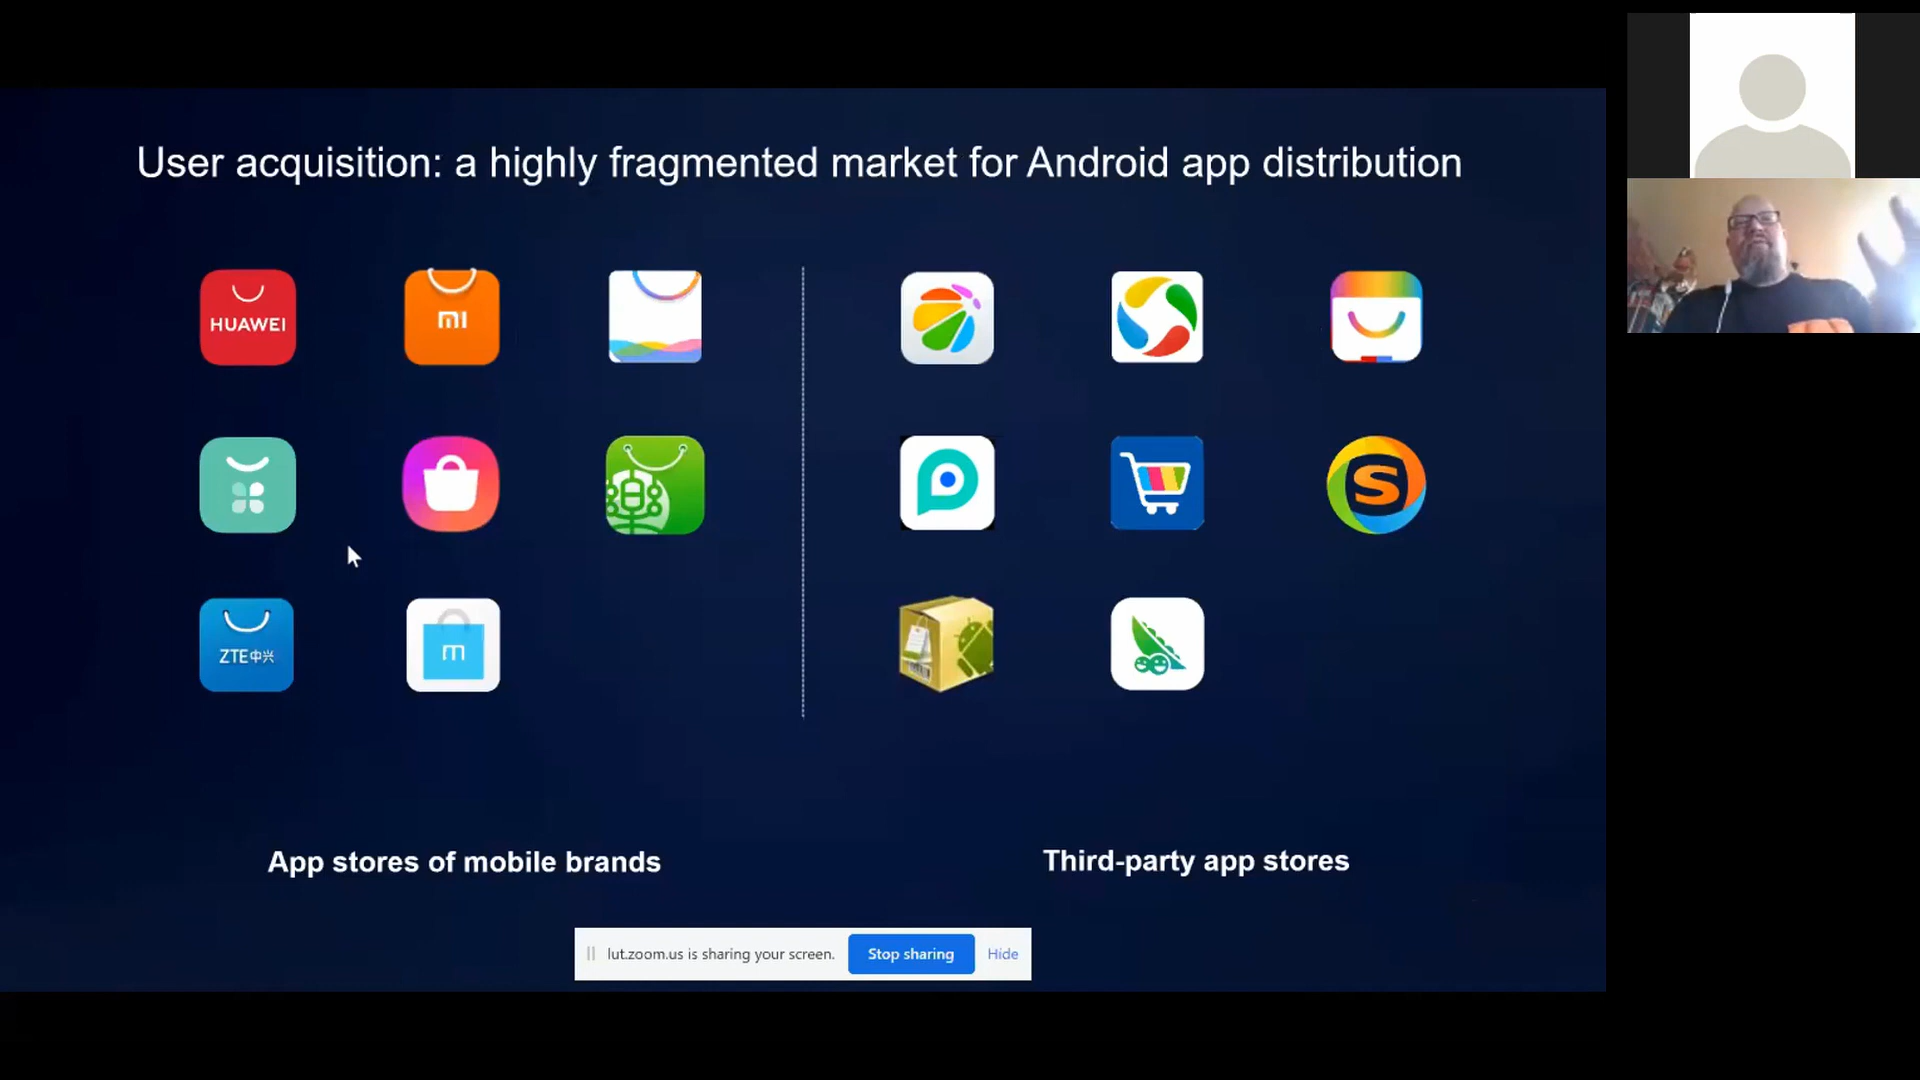 User acquisition: a highly fragmented market for Android app distribution
HUAWEI
mi
S
ZTE中兴
m
App stores of mobile brands
Third-party app stores
lut.zoom.us is sharing your screen.
Stop sharing
Hide